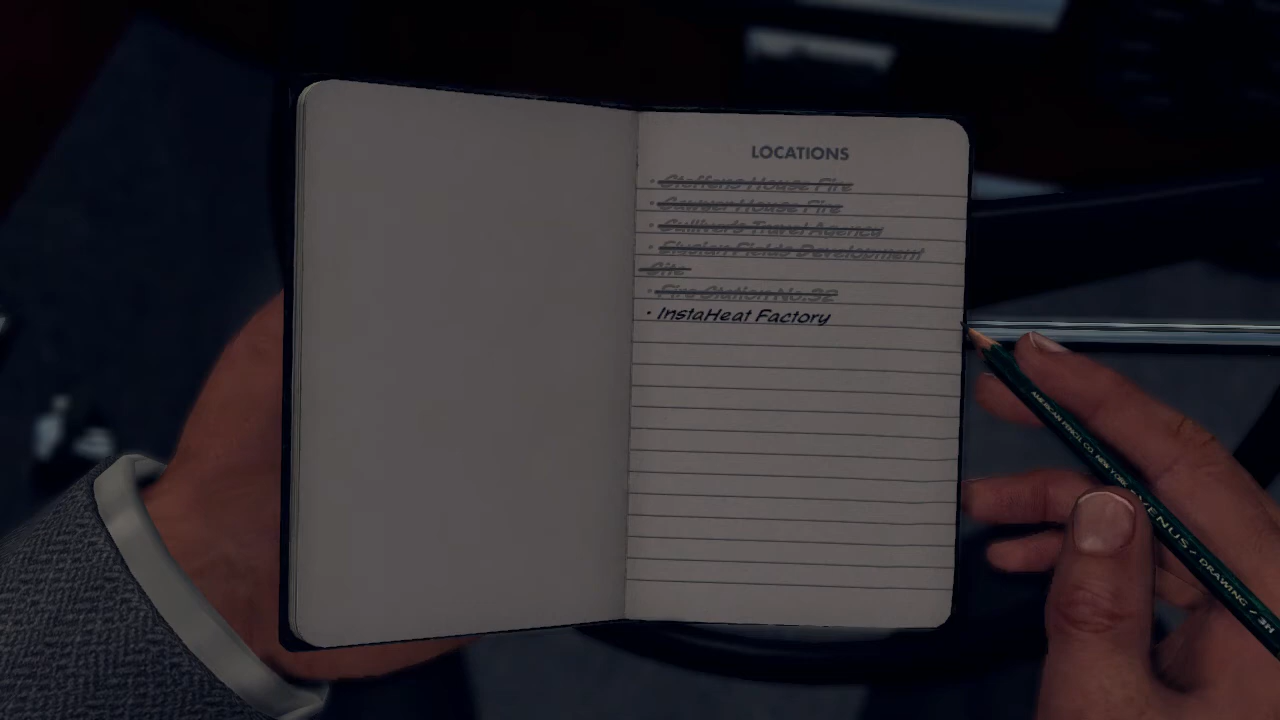 LOCATIONS
· Steffens House Fire
· Sawyer House Fire
· Gulliver's Travel Agency
· Elysian Fields Development
Site
· Fire Station No.32
· InstaHeat Factory
AMERICAN PENCIL CO. NEW YORK VENUS / DRAWING / 3H